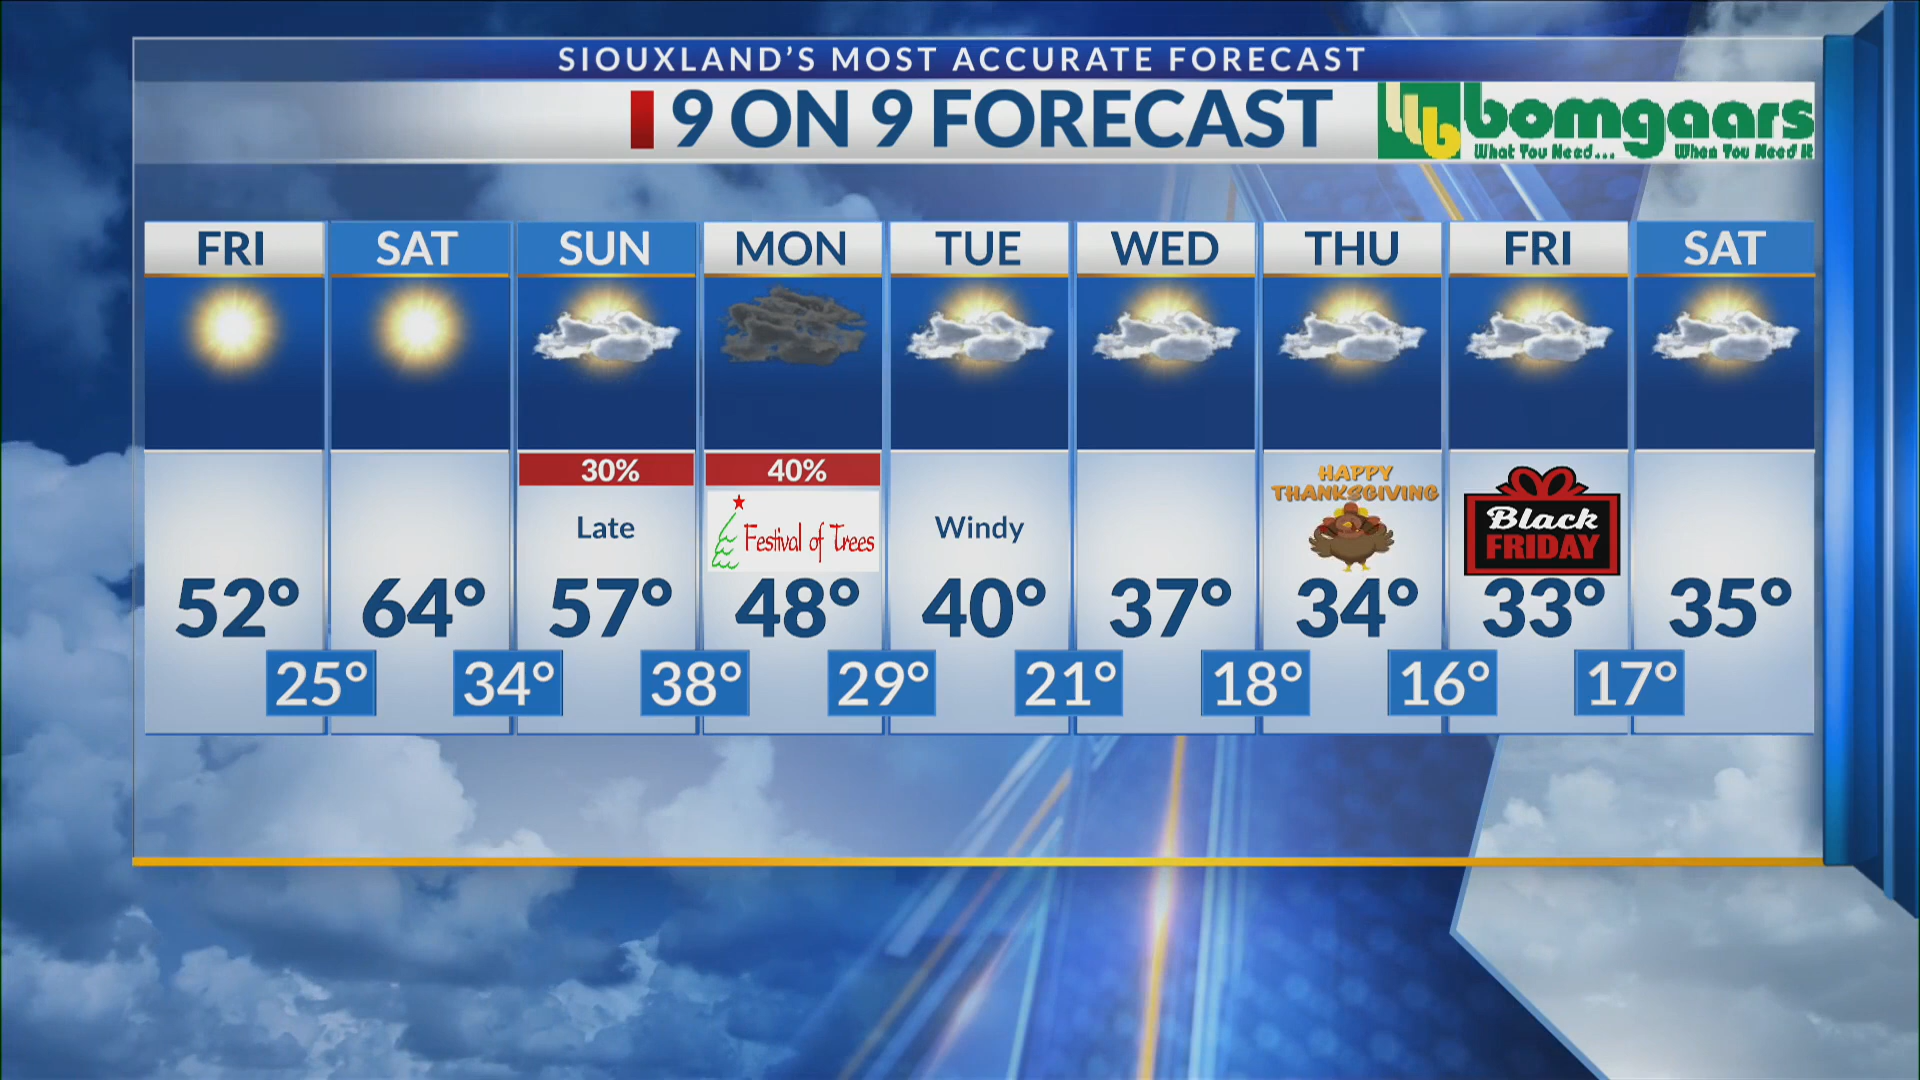 SIOUXLAND'S MOST ACCURATE FORECAST
9 ON 9 FORECAST
bomgaars
What You Need... When You Need It
FRI SAT SUN MON TUE WED THU FRI SAT
30% 40%
HAPPY
THANKSGIVING
Late Festival of Trees Windy
Black
FRIDAY
52° 64° 57° 48° 40° 37° 34° 33° 35°
25° 34° 38° 29° 21° 18° 16° 17°